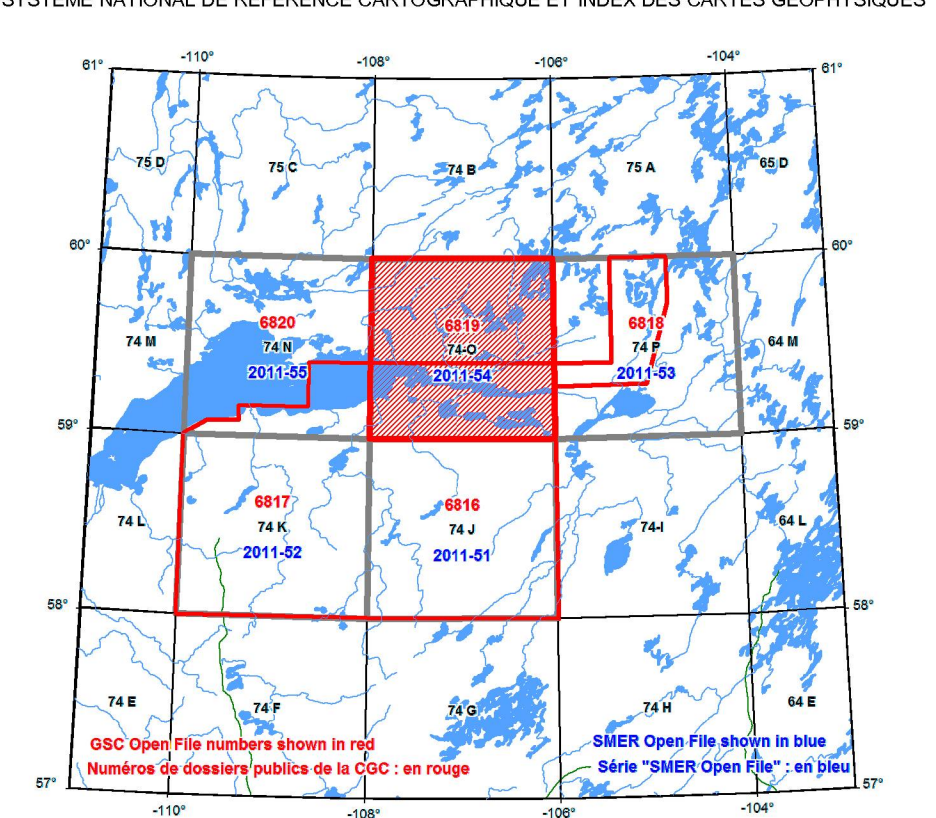 SYSTÈME NATIONAL DE RÉFÉRENCE CARTOGRAPHIQUE ET INDEX DES CARTES GÉOPHYSIQUES
-110° -108° -106° -104°
61° 61°
75 D 75 C 74 B 75 A 65 D
60° 60°
6820 6819 6818
74 M 74 N 74-O 74 P 64 M
2011-55 2011-54 2011-53
59° 59°
6817 6816
74 L 74 K 74 J 74-I 64 L
2011-52 2011-51
58° 58°
74 E 74 F 74 G 74 H 64 E
GSC Open File numbers shown in red
Numéros de dossiers publics de la CGC : en rouge
SMER Open File shown in blue
Série "SMER Open File" : en bleu
57° 57°
-110° -108° -106° -104°